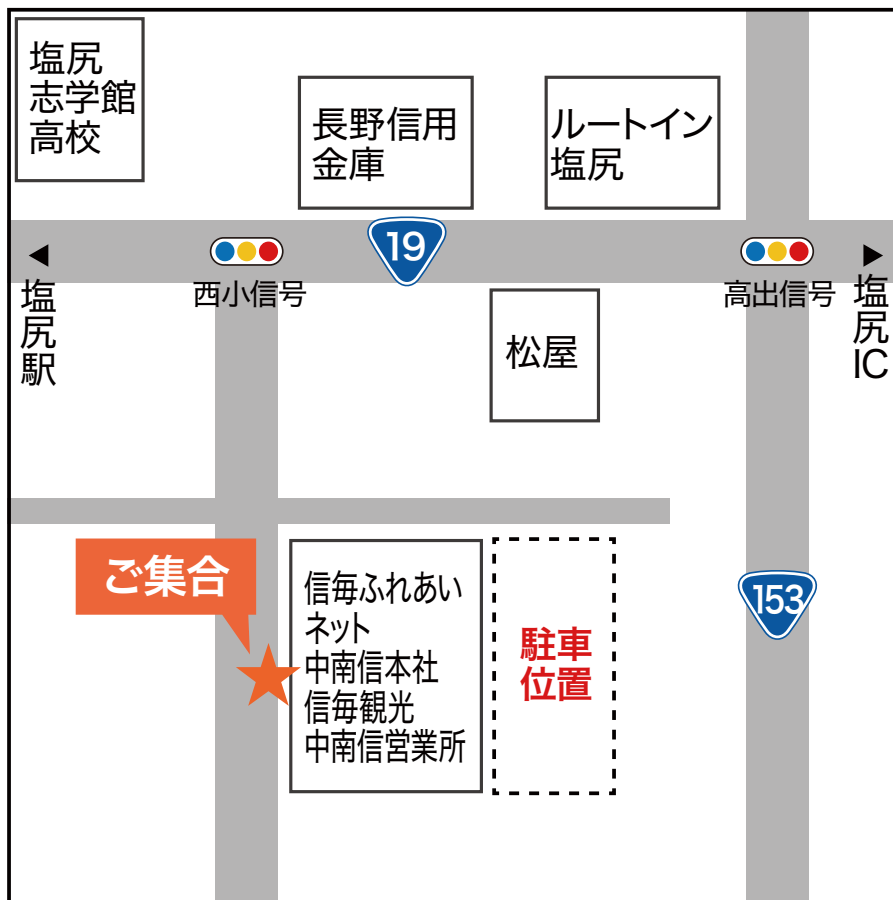 塩尻
志学館
高校
長野信用
金庫
ルートイン
塩尻
19
西小信号
高出信号
塩尻駅
塩尻IC
松屋
ご集合
信毎ふれあい
ネット
中南信本社
信毎観光
中南信営業所
駐車
位置
153